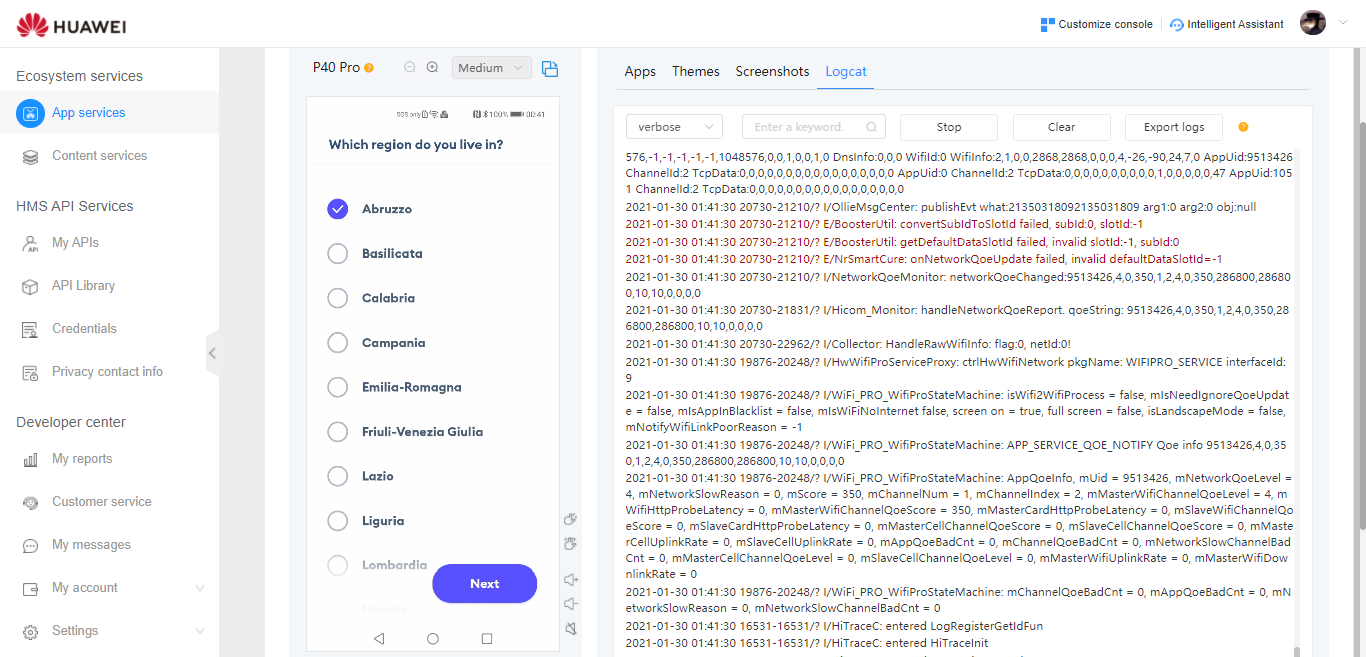 HUAWEI
Customize console
Intelligent Assistant
Ecosystem services
App services
Content services
HMS API Services
My APIs
API Library
Credentials
Privacy contact info
Developer center
My reports
Customer service
My messages
My account
Settings
P40 Pro
Medium
SOS only
100%
00:41
Which region do you live in?
Abruzzo
Basilicata
Calabria
Campania
Emilia-Romagna
Friuli-Venezia Giulia
Lazio
Liguria
Lombardia
Marche
Next
Apps Themes Screenshots Logcat
verbose
Enter a keyword.
Stop
Clear
Export logs
576,-1,-1,-1,-1,-1,1048576,0,0,1,0,0,1,0 DnsInfo:0,0,0 WifiId:0 WifiInfo:2,1,0,0,2868,2868,0,0,0,4,-26,-90,24,7,0 AppUid:9513426
ChannelId:2 TcpData:0,0,0,0,0,0,0,0,0,0,0,0,0,0,0,0,0 AppUid:0 ChannelId:2 TcpData:0,0,0,0,0,0,0,0,0,0,1,0,0,0,0,0,47 AppUid:105
1 ChannelId:2 TcpData:0,0,0,0,0,0,0,0,0,0,0,0,0,0,0,0,0
2021-01-30 01:41:30 20730-21210/? I/OllieMsgCenter: publishEvt what:21350318092135031809 arg1:0 arg2:0 obj:null
2021-01-30 01:41:30 20730-21210/? E/BoosterUtil: convertSubIdToSlotId failed, subId:0, slotId:-1
2021-01-30 01:41:30 20730-21210/? E/BoosterUtil: getDefaultDataSlotId failed, invalid slotId:-1, subId:0
2021-01-30 01:41:30 20730-21210/? E/NrSmartCure: onNetworkQoeUpdate failed, invalid defaultDataSlotId=-1
2021-01-30 01:41:30 20730-21210/? I/NetworkQoeMonitor: networkQoeChanged:9513426,4,0,350,1,2,4,0,350,286800,28680
0,10,10,0,0,0,0
2021-01-30 01:41:30 20730-21831/? I/Hicom_Monitor: handleNetworkQoeReport. qoeString: 9513426,4,0,350,1,2,4,0,350,286
800,286800,10,10,0,0,0,0
2021-01-30 01:41:30 20730-22962/? I/Collector: HandleRawWifiInfo: flag:0, netId:0!
2021-01-30 01:41:30 19876-20248/? I/HwWifiProServiceProxy: ctrlHwWifiNetwork pkgName: WIFIPRO_SERVICE interfaceId:
9
2021-01-30 01:41:30 19876-20248/? I/WiFi_PRO_WifiProStateMachine: isWifi2WifiProcess = false, mIsNeedIgnoreQoeUpdat
e = false, mIsAppInBlacklist = false, mIsWiFiNoInternet false, screen on = true, full screen = false, isLandscapeMode = false,
mNotifyWifiLinkPoorReason = -1
2021-01-30 01:41:30 19876-20248/? I/WiFi_PRO_WifiProStateMachine: APP_SERVICE_QOE_NOTIFY Qoe info 9513426,4,0,35
0,1,2,4,0,350,286800,286800,10,10,0,0,0,0
2021-01-30 01:41:30 19876-20248/? I/WiFi_PRO_WifiProStateMachine: AppQoeInfo, mUid = 9513426, mNetworkQoeLevel =
4, mNetworkSlowReason = 0, mScore = 350, mChannelNum = 1, mChannelIndex = 2, mMasterWifiChannelQoeLevel = 4, m
WifiHttpProbeLatency = 0, mMasterWifiChannelQoeScore = 350, mMasterCardHttpProbeLatency = 0, mSlaveWifiChannelQ
oeScore = 0, mSlaveCardHttpProbeLatency = 0, mMasterCellChannelQoeScore = 0, mSlaveCellChannelQoeScore = 0, mMaste
rCellUplinkRate = 0, mSlaveCellUplinkRate = 0, mAppQoeBadCnt = 0, mChannelQoeBadCnt = 0, mNetworkSlowChannelBad
Cnt = 0, mMasterCellChannelQoeLevel = 0, mSlaveCellChannelQoeLevel = 0, mMasterWifiUplinkRate = 0, mMasterWifiDow
nlinkRate = 0
2021-01-30 01:41:30 19876-20248/? I/WiFi_PRO_WifiProStateMachine: mChannelQoeBadCnt = 0, mAppQoeBadCnt = 0, mN
etworkSlowReason = 0, mNetworkSlowChannelBadCnt = 0
2021-01-30 01:41:30 16531-16531/? I/HiTraceC: entered LogRegisterGetIdFun
2021-01-30 01:41:30 16531-16531/? I/HiTraceC: entered HiTraceInit